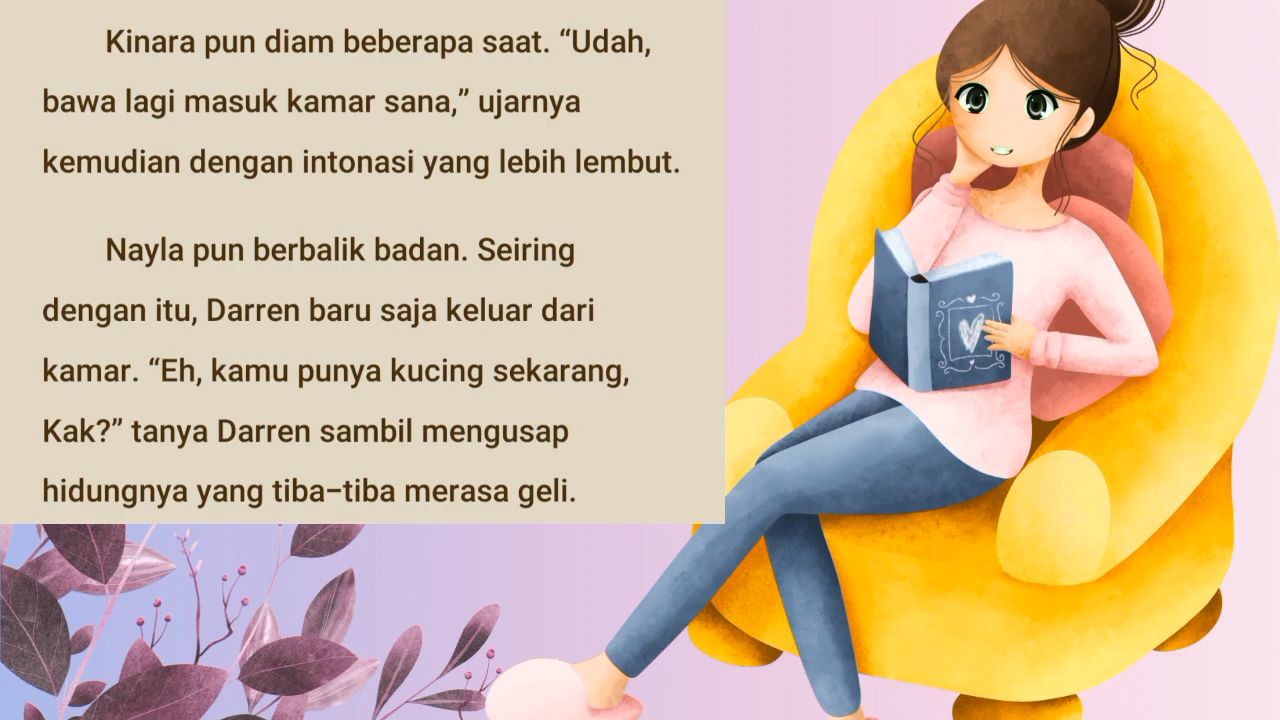 Kinara pun diam beberapa saat. “Udah,
bawa lagi masuk kamar sana,” ujarnya
kemudian dengan intonasi yang lebih lembut.
Nayla pun berbalik badan. Seiring
dengan itu, Darren baru saja keluar dari
kamar. “Eh, kamu punya kucing sekarang,
Kak?” tanya Darren sambil mengusap
hidungnya yang tiba–tiba merasa geli.